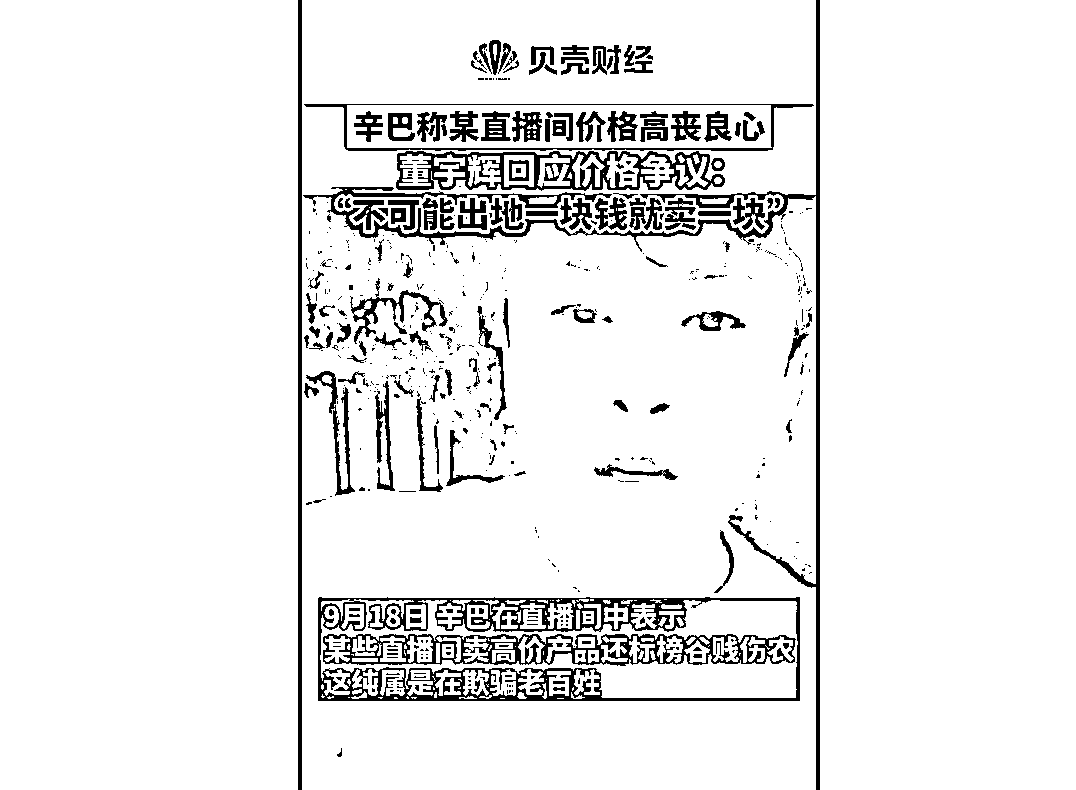 贝壳财经
辛巴称某直播间价格高丧良心
董宇辉回应价格争议：
“不可能出地一块钱就卖一块”
9月18日 辛巴在直播间中表示
某些直播间卖高价产品还标榜谷贱伤农
这纯属是在欺骗老百姓